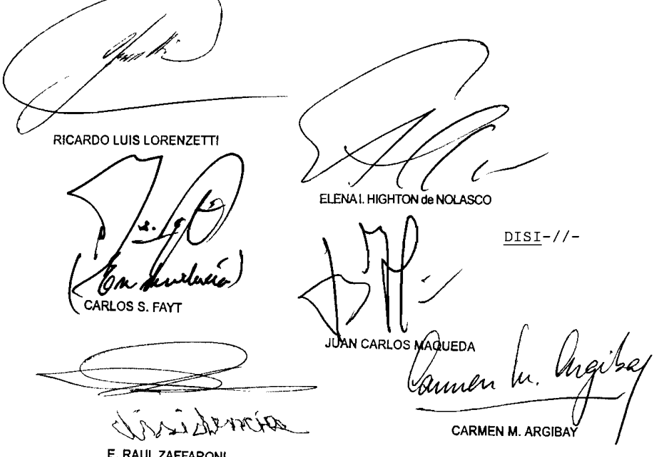 RICARDO LUIS LORENZETTI
ELENA I. HIGHTON de NOLASCO
DISI-//-
(En disidencia)
CARLOS S. FAYT
JUAN CARLOS MAQUEDA
Carmen M. Argibay
CARMEN M. ARGIBAY
disidencia
E. RAUL ZAFFARONI